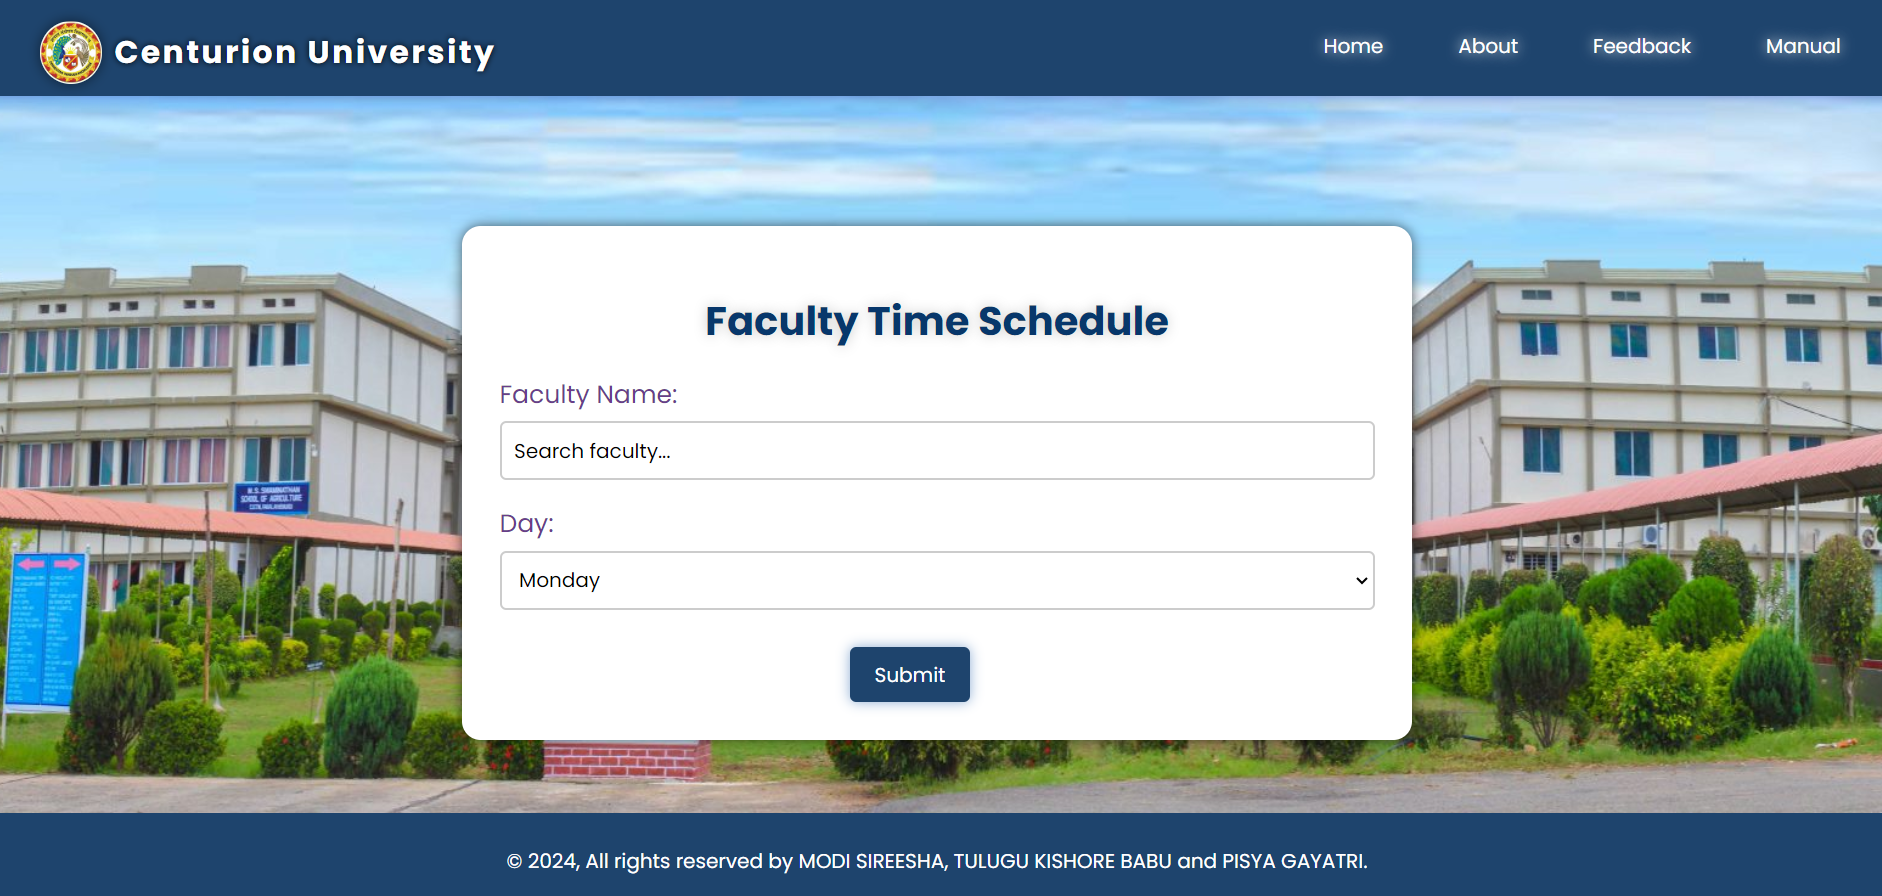 Centurion University
Home
About
Feedback
Manual
Faculty Time Schedule
Faculty Name:
Search faculty...
Day:
Monday
Submit
M.S. SWAMINATHAN
SCHOOL OF AGRICULTURE
© 2024, All rights reserved by MODI SIREESHA, TULUGU KISHORE BABU and PISYA GAYATRI.